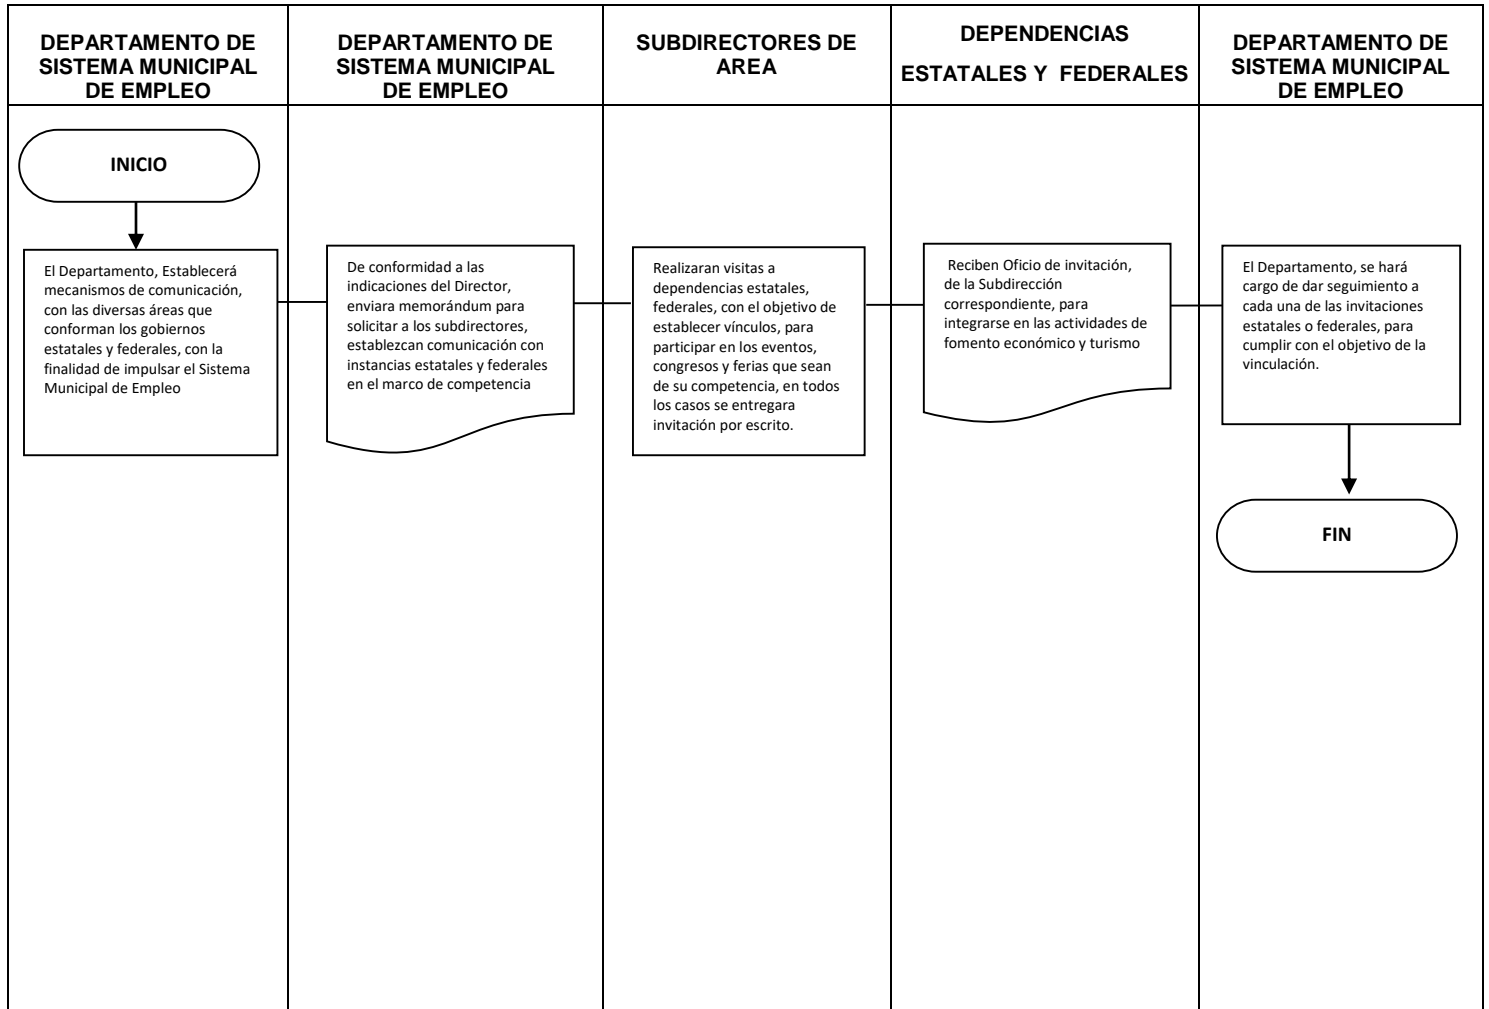 DEPARTAMENTO DE
SISTEMA MUNICIPAL
DE EMPLEO
DEPARTAMENTO DE
SISTEMA MUNICIPAL
DE EMPLEO
SUBDIRECTORES DE
AREA
DEPENDENCIAS
ESTATALES Y FEDERALES
DEPARTAMENTO DE
SISTEMA MUNICIPAL
DE EMPLEO
INICIO
El Departamento, Establecerá
mecanismos de comunicación,
con las diversas áreas que
conforman los gobiernos
estatales y federales, con la
finalidad de impulsar el Sistema
Municipal de Empleo
De conformidad a las
indicaciones del Director,
enviara memorándum para
solicitar a los subdirectores,
establezcan comunicación con
instancias estatales y federales
en el marco de competencia
Realizaran visitas a
dependencias estatales,
federales, con el objetivo de
establecer vínculos, para
participar en los eventos,
congresos y ferias que sean
de su competencia, en todos
los casos se entregara
invitación por escrito.
Reciben Oficio de invitación,
de la Subdirección
correspondiente, para
integrarse en las actividades de
fomento económico y turismo
El Departamento, se hará
cargo de dar seguimiento a
cada una de las invitaciones
estatales o federales, para
cumplir con el objetivo de la
vinculación.
FIN